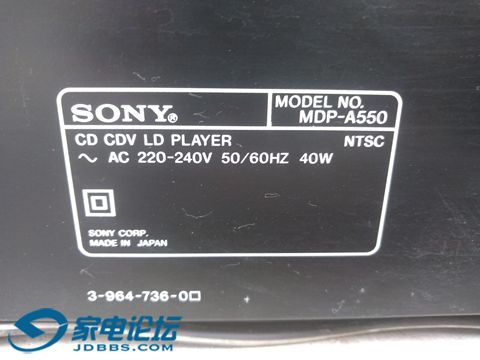 SONY®
MODEL NO.
MDP-A550
CD CDV LD PLAYER NTSC
~ AC 220-240V 50/60HZ 40W
SONY CORP.
MADE IN JAPAN
3-964-736-0□
家电论坛
JDBBS.COM